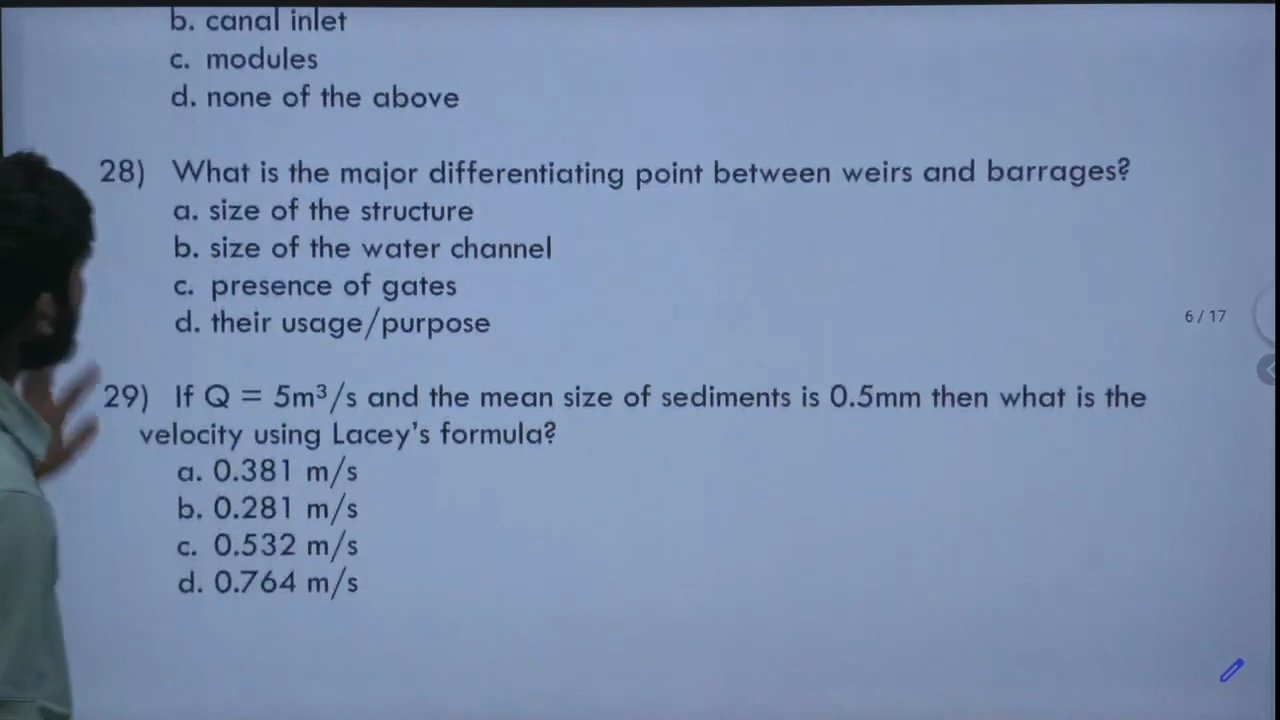 b. canal inlet
c. modules
d. none of the above
28) What is the major differentiating point between weirs and barrages?
a. size of the structure
b. size of the water channel
c. presence of gates
d. their usage/purpose
6 / 17
29) If Q = 5m³/s and the mean size of sediments is 0.5mm then what is the
velocity using Lacey's formula?
a. 0.381 m/s
b. 0.281 m/s
c. 0.532 m/s
d. 0.764 m/s